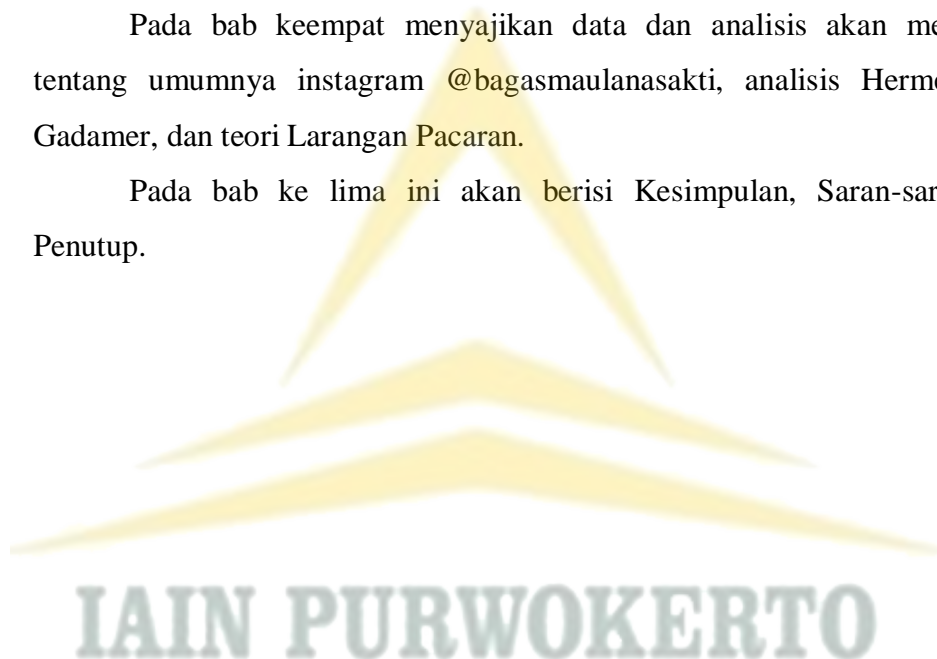 Pada bab keempat menyajikan data dan analisis akan
tentang umumnya instagram @bagasmaulanasakti, analisis
Gadamer, dan teori Larangan Pacaran.
Pada bab ke lima ini akan berisi Kesimpulan,
Penutup.
IAIN PURWOKERTO